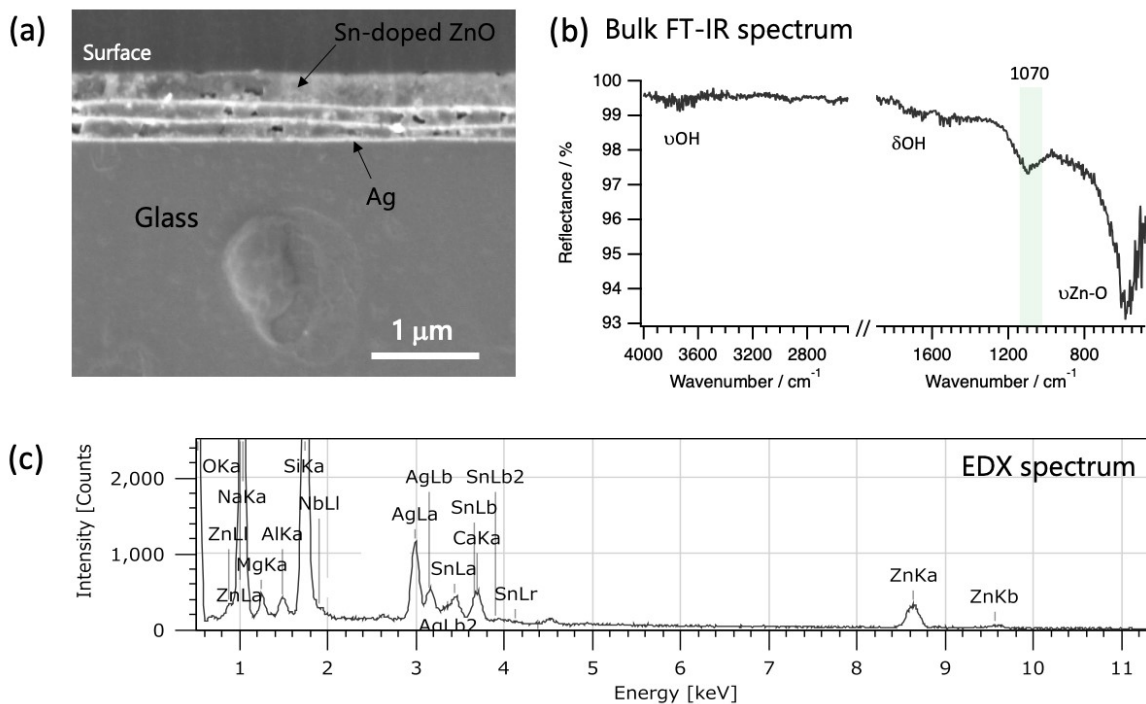 (a)
Surface
Sn-doped ZnO
Ag
Glass
1 μm
(b) Bulk FT-IR spectrum
1070
100
99
98
97
96
95
94
93
Reflectance / %
υOH
δOH
υZn-O
4000 3600 3200 2800 // 1600 1200 800
Wavenumber / cm-1 Wavenumber / cm-1
(c)
EDX spectrum
Intensity [Counts]
2,000
1,000
0
OKa
NaKa
ZnLl
MgKa
ZnLa
AlKa
SiKa
NbLl
AgLb
AgLa
SnLa
AgLb2
SnLb2
SnLb
CaKa
SnLr
ZnKa
ZnKb
1 2 3 4 5 6 7 8 9 10 11
Energy [keV]